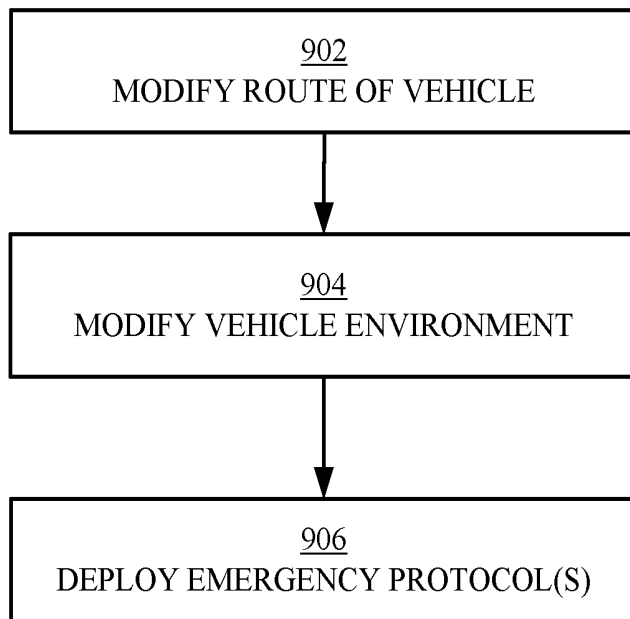 902
MODIFY ROUTE OF VEHICLE
904
MODIFY VEHICLE ENVIRONMENT
906
DEPLOY EMERGENCY PROTOCOL(S)